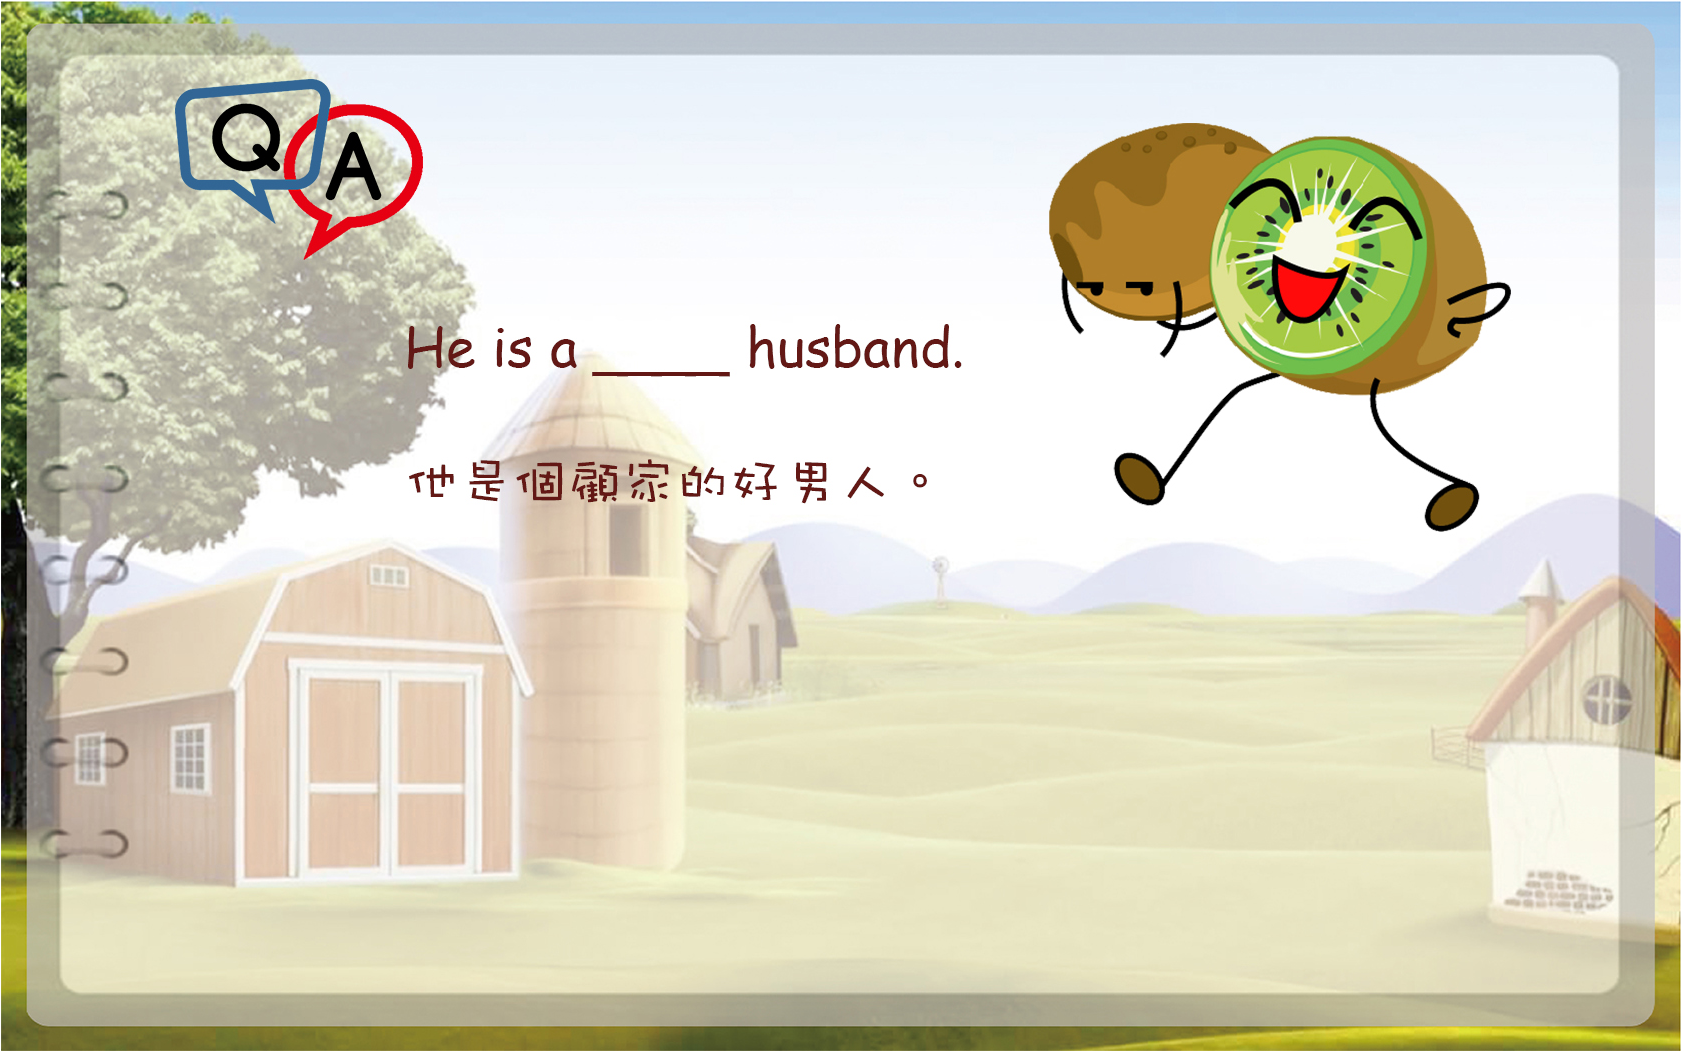 Q A
He is a _____ husband.
他是個顧家的好男人。